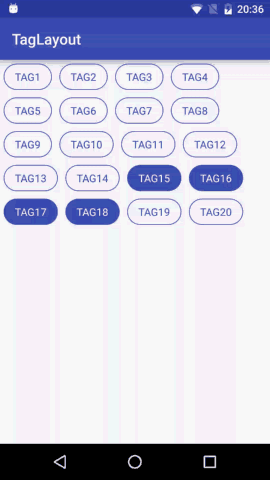 20:36
TagLayout
TAG1 TAG2 TAG3 TAG4
TAG5 TAG6 TAG7 TAG8
TAG9 TAG10 TAG11 TAG12
TAG13 TAG14 TAG15 TAG16
TAG17 TAG18 TAG19 TAG20